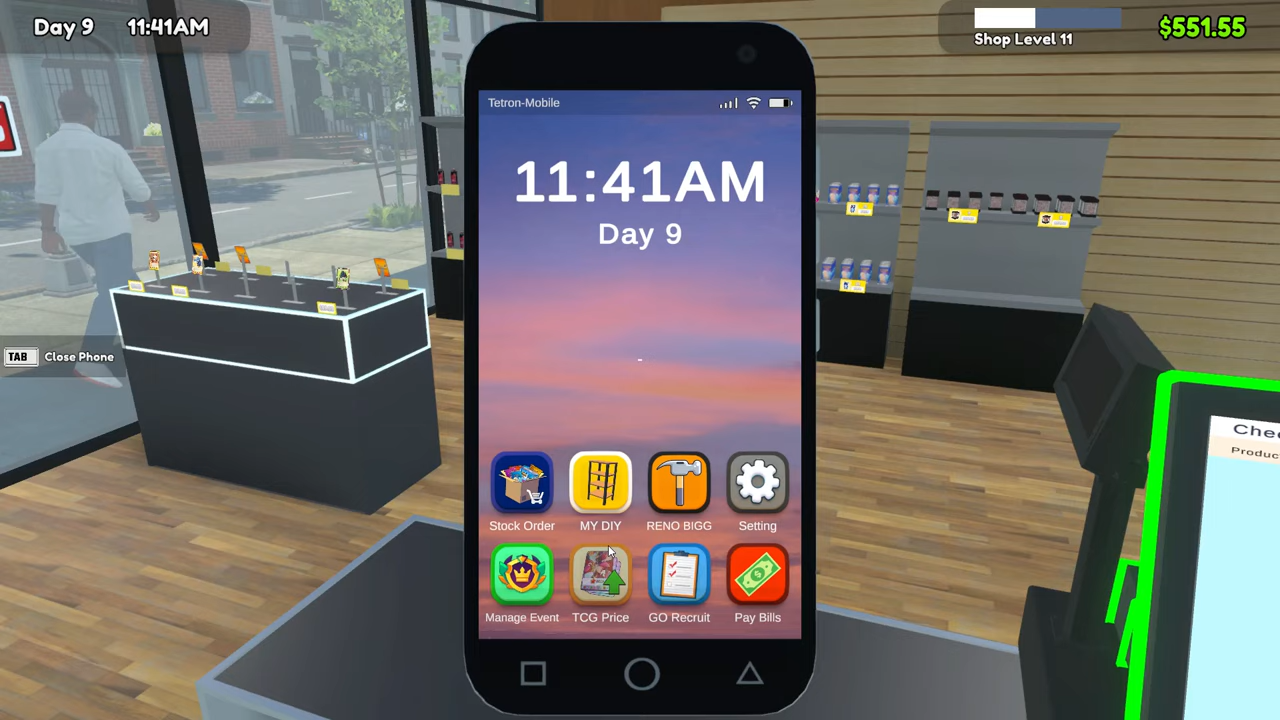 Day 9 11:41AM
Shop Level 11
$551.55
Tetron-Mobile
11:41AM
Day 9
TAB Close Phone
Stock Order
MY DIY
RENO BIGG
Setting
Manage Event
TCG Price
GO Recruit
Pay Bills
Chec
Produc